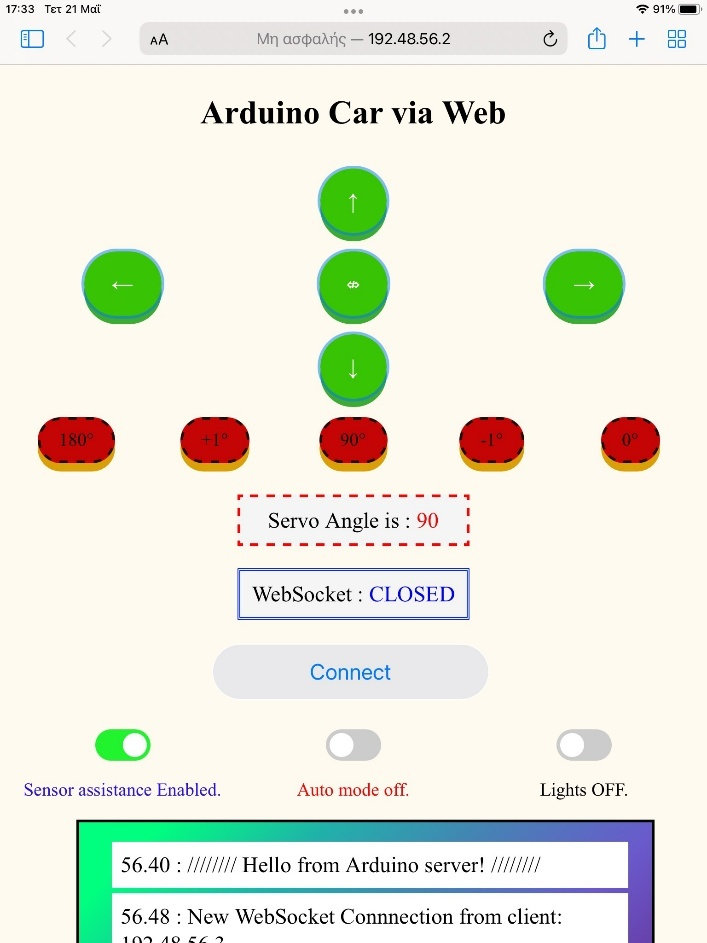 17:33 Τετ 21 Μαΐ
91%
AA Μη ασφαλής — 192.48.56.2
Arduino Car via Web
↑
← →
↓
180° +1° 90° -1° 0°
Servo Angle is : 90
WebSocket : CLOSED
Connect
Sensor assistance Enabled. Auto mode off. Lights OFF.
56.40 : //////// Hello from Arduino server! ////////
56.48 : New WebSocket Connnection from client:
192.48.56.3